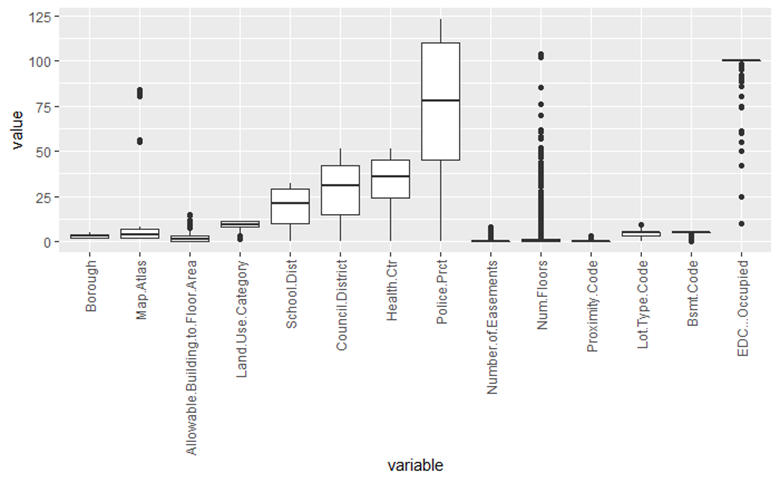 125
100
75
50
25
0
value
Borough
Map.Atlas
Allowable.Building.to.Floor.Area
Land.Use.Category
School.Dist
Council.District
Health.Ctr
Police.Prct
Number.of.Easements
Num.Floors
Proximity.Code
Lot.Type.Code
Bsmt.Code
EDC...Occupied
variable